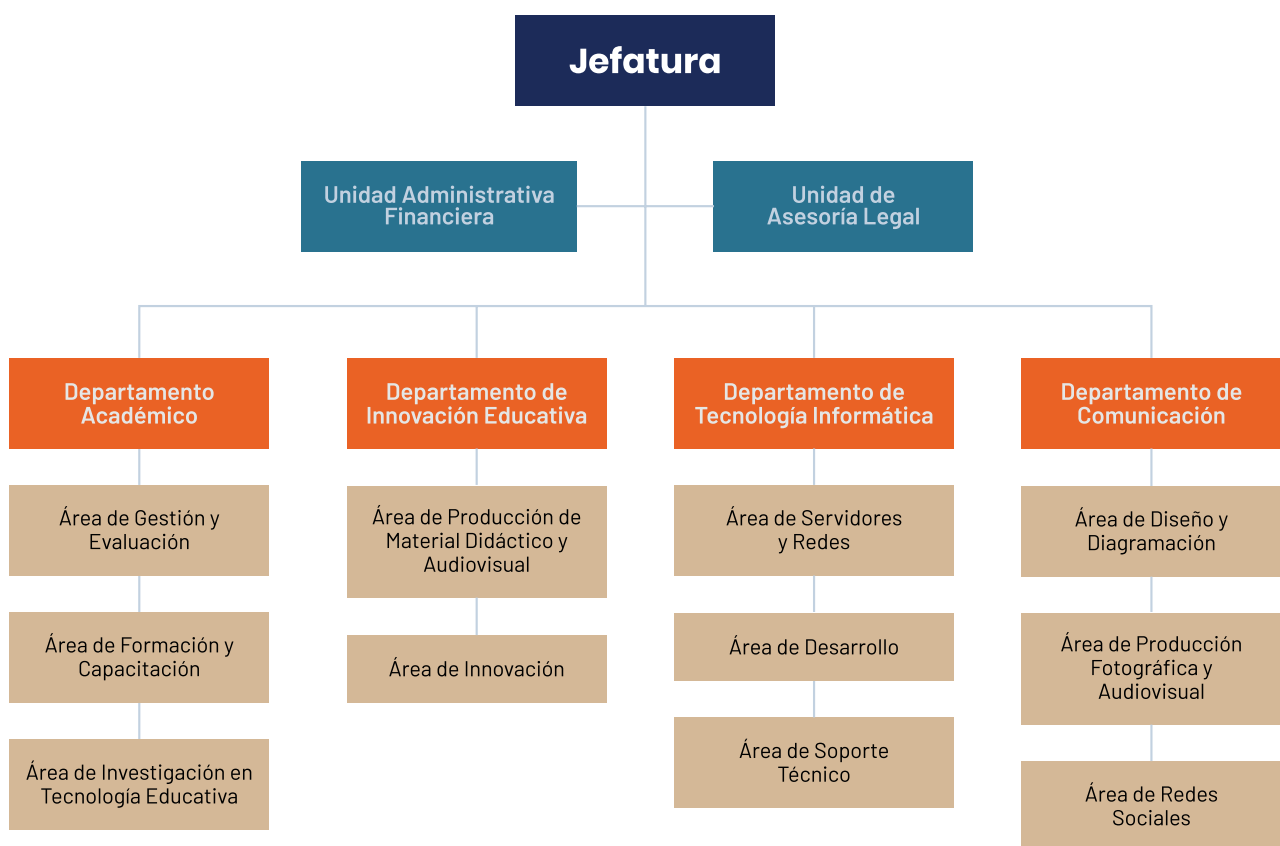 Jefatura
Unidad Administrativa
Financiera
Unidad de
Asesoría Legal
Departamento
Académico
Departamento de
Innovación Educativa
Departamento de
Tecnología Informática
Departamento de
Comunicación
Área de Gestión y
Evaluación
Área de Formación y
Capacitación
Área de Investigación en
Tecnología Educativa
Área de Producción de
Material Didáctico y
Audiovisual
Área de Innovación
Área de Servidores
y Redes
Área de Desarrollo
Área de Soporte
Técnico
Área de Diseño y
Diagramación
Área de Producción
Fotográfica y
Audiovisual
Área de Redes
Sociales